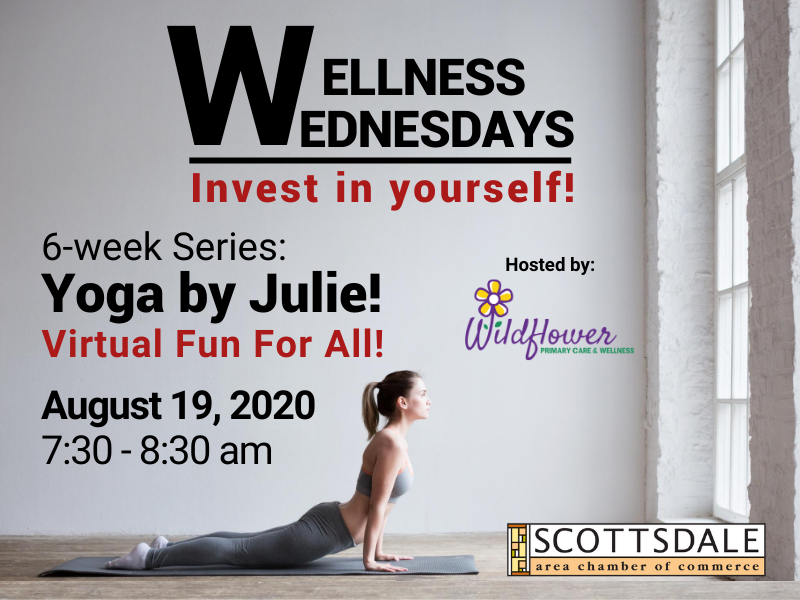 WELLNESS
WEDNESDAYS
Invest in yourself!
6-week Series:
Yoga by Julie!
Virtual Fun For All!
August 19, 2020
7:30 - 8:30 am
Hosted by:
Wildflower
PRIMARY CARE & WELLNESS
SCOTTSDALE
area chamber of commerce